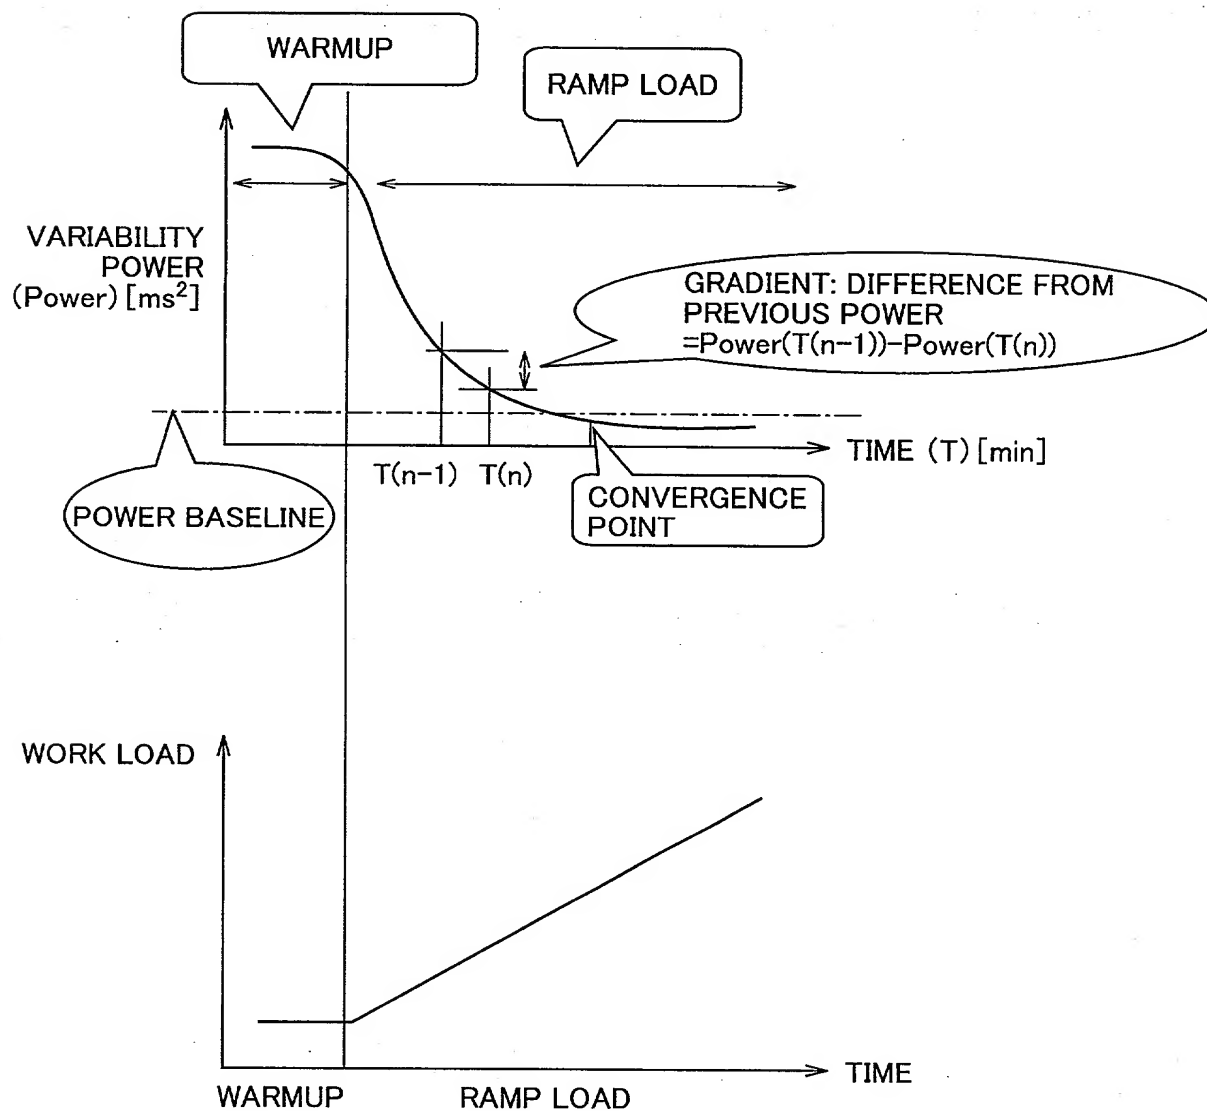 WARMUP
RAMP LOAD
VARIABILITY
POWER
(Power) [ms²]
GRADIENT: DIFFERENCE FROM
PREVIOUS POWER
=Power(T(n-1))-Power(T(n))
TIME (T) [min]
T(n-1) T(n)
POWER BASELINE
CONVERGENCE
POINT
WORK LOAD
TIME
WARMUP
RAMP LOAD